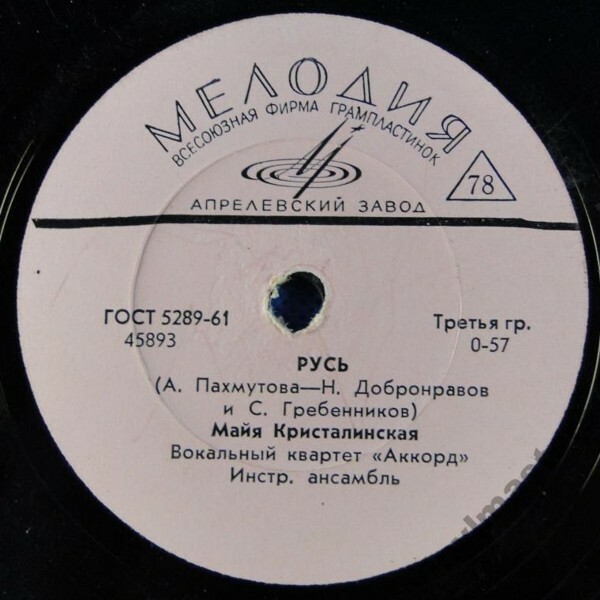 МЕЛОДИЯ
ВСЕСОЮЗНАЯ ФИРМА ГРАМПЛАСТИНОК
78
АПРЕЛЕВСКИЙ ЗАВОД
ГОСТ 5289-61
45893
Третья гр.
0-57
РУСЬ
(А. Пахмутова—Н. Добронравов
и С. Гребенников)
Майя Кристалинская
Вокальный квартет «Аккорд»
Инстр. ансамбль